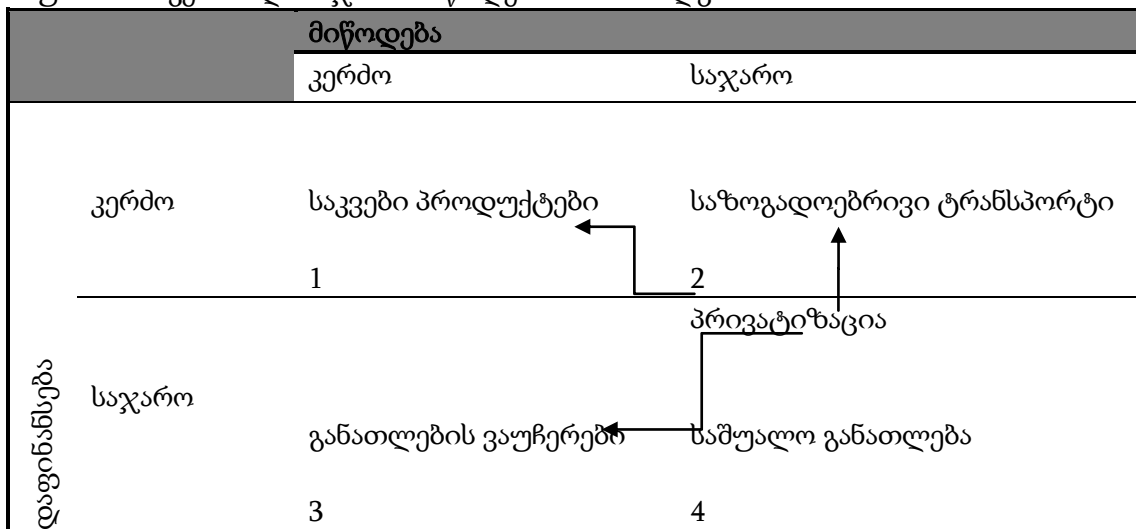 მიწოდება
კერძო საჯარო
კერძო საკვები პროდუქტები საზოგადოებრივი ტრანსპორტი
1 2
პრივატიზაცია
დაფინანსება
საჯარო
განათლების ვაუჩერები საშუალო განათლება
3 4